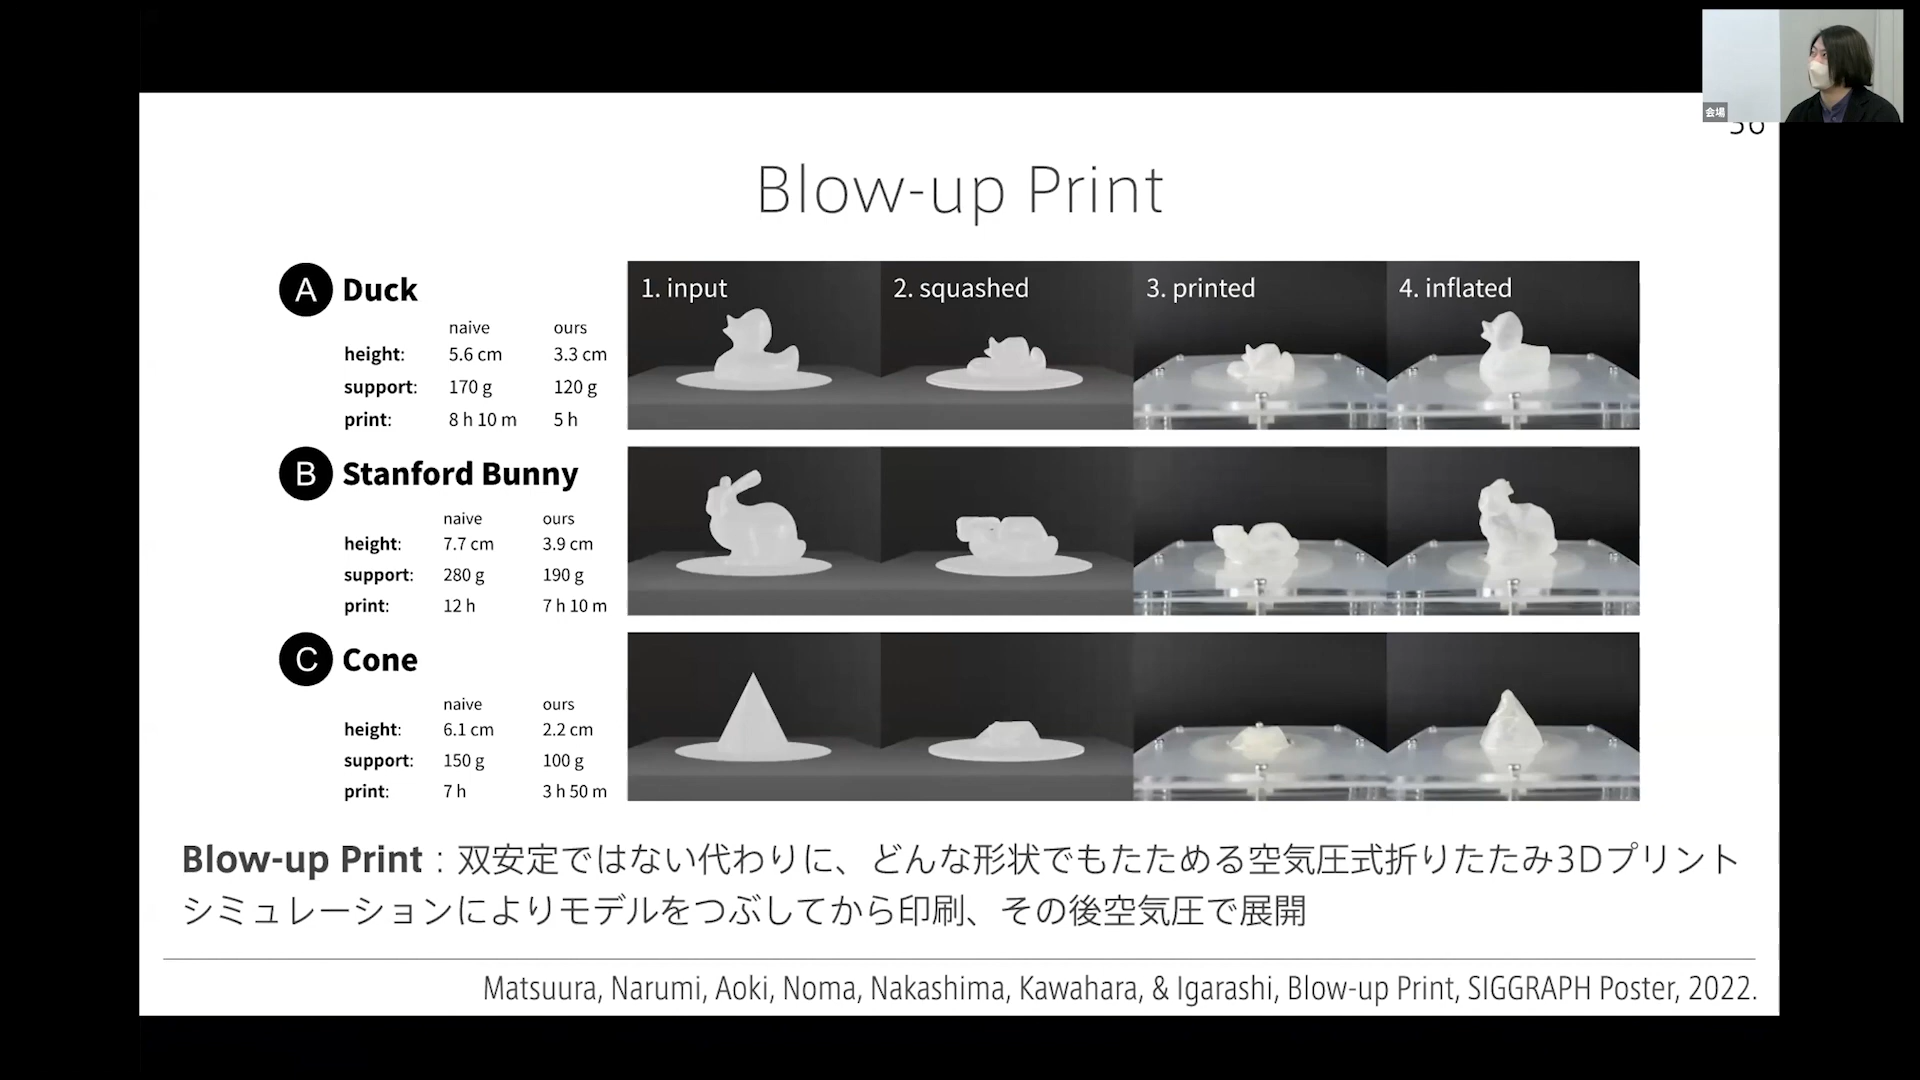 会場
Blow-up Print
A Duck
naive ours
height: 5.6 cm 3.3 cm
support: 170 g 120 g
print: 8 h 10 m 5 h
1. input 2. squashed 3. printed 4. inflated
B Stanford Bunny
naive ours
height: 7.7 cm 3.9 cm
support: 280 g 190 g
print: 12 h 7 h 10 m
C Cone
naive ours
height: 6.1 cm 2.2 cm
support: 150 g 100 g
print: 7 h 3 h 50 m
Blow-up Print：双安定ではない代わりに、どんな形状でもたためる空気圧式折りたたみ3Dプリント
シミュレーションによりモデルをつぶしてから印刷、その後空気圧で展開
Matsuura, Narumi, Aoki, Noma, Nakashima, Kawahara, & Igarashi, Blow-up Print, SIGGRAPH Poster, 2022.